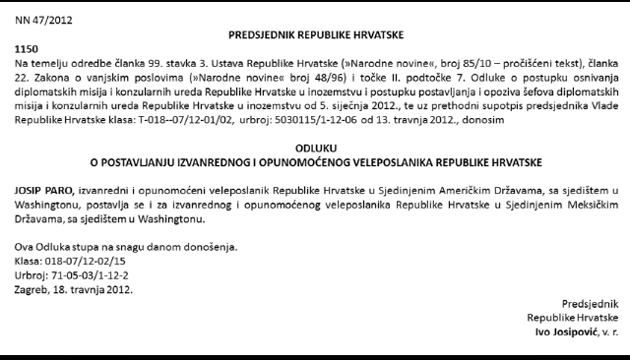 NN 47/2012
PREDSJEDNIK REPUBLIKE HRVATSKE
1150
Na temelju odredbe članka 99. stavka 3. Ustava Republike Hrvatske (»Narodne novine«, broj 85/10 – pročišćeni tekst), članka
22. Zakona o vanjskim poslovima (»Narodne novine« broj 48/96) i točke II. podtočke 7. Odluke o postupku osnivanja
diplomatskih misija i konzularnih ureda Republike Hrvatske u inozemstvu i postupku postavljanja i opoziva šefova diplomatskih
misija i konzularnih ureda Republike Hrvatske u inozemstvu od 5. siječnja 2012., te uz prethodni supotpis predsjednika Vlade
Republike Hrvatske klasa: T-018--07/12-01/02, urbroj: 5030115/1-12-06 od 13. travnja 2012., donosim
ODLUKU
O POSTAVLJANJU IZVANREDNOG I OPUNOMOĆENOG VELEPOSLANIKA REPUBLIKE HRVATSKE
JOSIP PARO, izvanredni i opunomoćeni veleposlanik Republike Hrvatske u Sjedinjenim Američkim Državama, sa sjedištem u
Washingtonu, postavlja se i za izvanrednog i opunomoćenog veleposlanika Republike Hrvatske u Sjedinjenim Meksičkim
Državama, sa sjedištem u Washingtonu.
Ova Odluka stupa na snagu danom donošenja.
Klasa: 018-07/12-02/15
Urbroj: 71-05-03/1-12-2
Zagreb, 18. travnja 2012.
Predsjednik
Republike Hrvatske
Ivo Josipović, v. r.